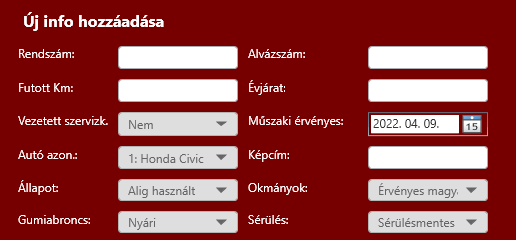 Új info hozzáadása
Rendszám: Alvázszám:
Futott Km: Évjárat:
Vezetett szervizk. Nem Műszaki érvényes: 2022. 04. 09. 15
Autó azon.: 1: Honda Civic Képcím:
Állapot: Alig használt Okmányok: Érvényes magya
Gumiabroncs: Nyári Sérülés: Sérülésmentes